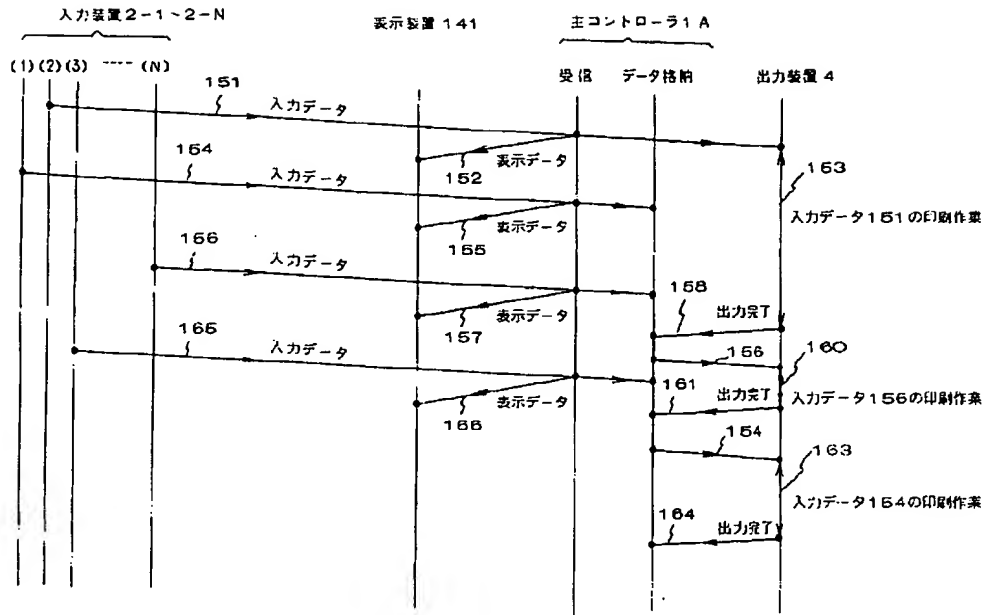 入力装置2-1~2-N
表示装置141
主コントローラ1A
(1)(2)(3) ---- (N)
受信
データ格納
出力装置4
151
入力データ
152
表示データ
153
入力データ151の印刷作業
154
入力データ
155
表示データ
156
入力データ
157
表示データ
158
出力完了
156
160
165
入力データ
166
表示データ
161
出力完了
入力データ156の印刷作業
154
163
入力データ154の印刷作業
164
出力完了